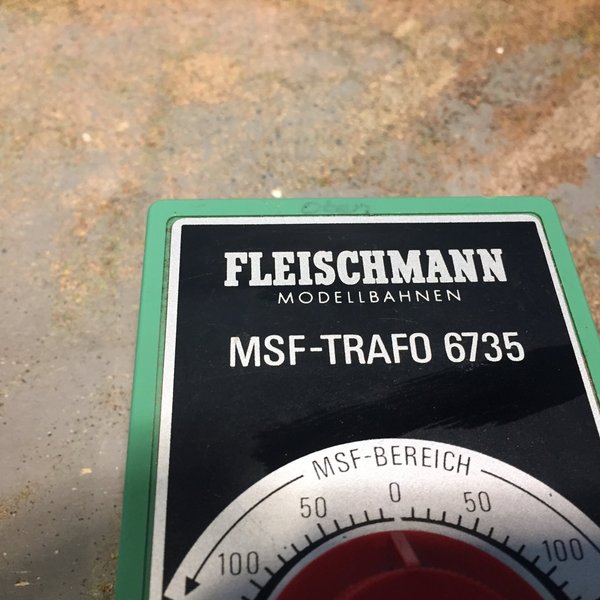 FLEISCHMANN
MODELLBAHNEN
MSF-TRAFO 6735
MSF-BEREICH
50 0 50
100 100